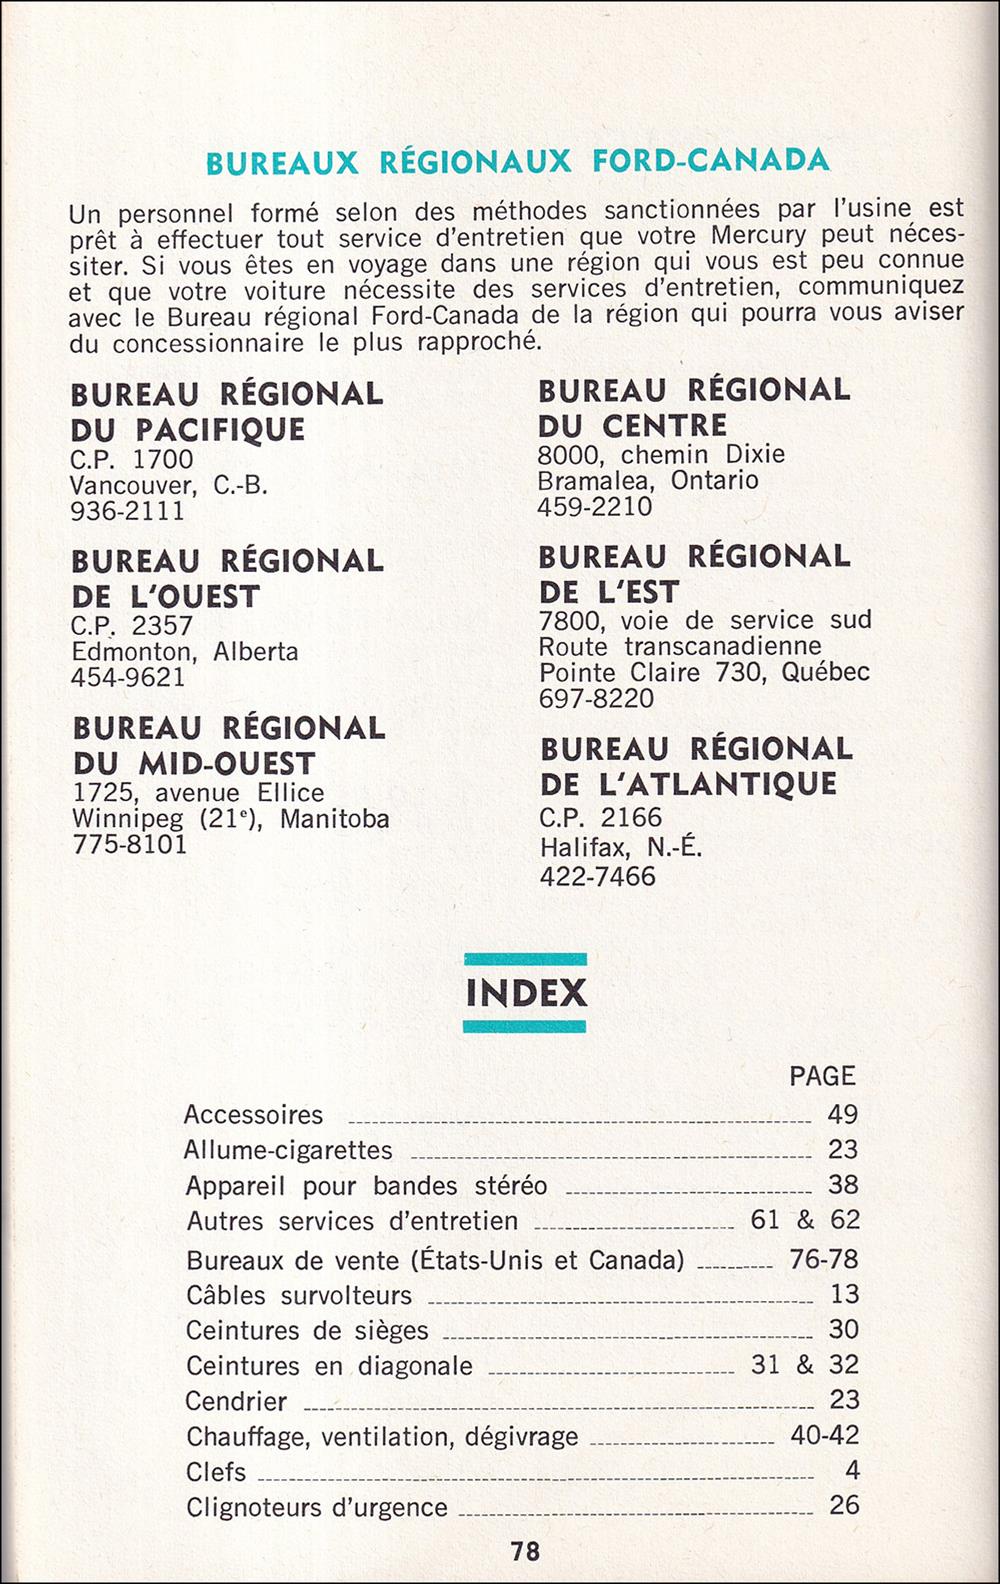 BUREAUX RÉGIONAUX FORD-CANADA
Un personnel formé selon des méthodes sanctionnées par l'usine est
prêt à effectuer tout service d'entretien que votre Mercury peut néces-
siter. Si vous êtes en voyage dans une région qui vous est peu connue
et que votre voiture nécessite des services d'entretien, communiquez
avec le Bureau régional Ford-Canada de la région qui pourra vous aviser
du concessionnaire le plus rapproché.
BUREAU RÉGIONAL
DU PACIFIQUE
C.P. 1700
Vancouver, C.-B.
936-2111
BUREAU RÉGIONAL
DE L'OUEST
C.P. 2357
Edmonton, Alberta
454-9621
BUREAU RÉGIONAL
DU MID-OUEST
1725, avenue Ellice
Winnipeg (21e), Manitoba
775-8101
BUREAU RÉGIONAL
DU CENTRE
8000, chemin Dixie
Bramalea, Ontario
459-2210
BUREAU RÉGIONAL
DE L'EST
7800, voie de service sud
Route transcanadienne
Pointe Claire 730, Québec
697-8220
BUREAU RÉGIONAL
DE L'ATLANTIQUE
C.P. 2166
Halifax, N.-É.
422-7466
INDEX
PAGE
Accessoires 49
Allume-cigarettes 23
Appareil pour bandes stéréo 38
Autres services d'entretien 61 & 62
Bureaux de vente (États-Unis et Canada) 76-78
Câbles survolteurs 13
Ceintures de sièges 30
Ceintures en diagonale 31 & 32
Cendrier 23
Chauffage, ventilation, dégivrage 40-42
Clefs 4
Clignoteurs d'urgence 26
78